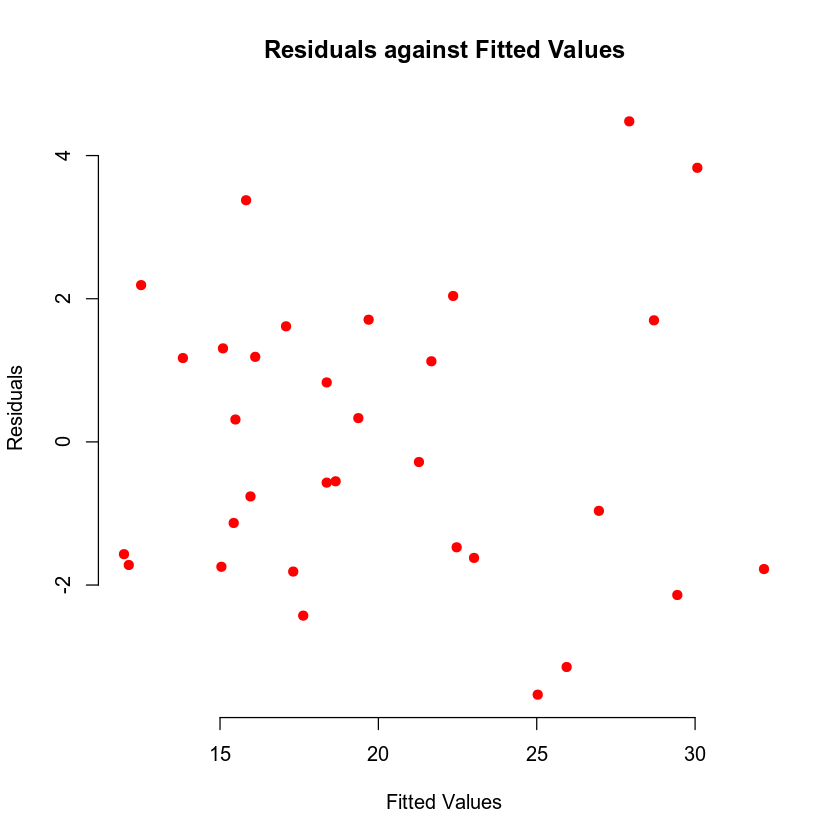 Residuals against Fitted Values
4
2
0
-2
Residuals
15 20 25 30
Fitted Values